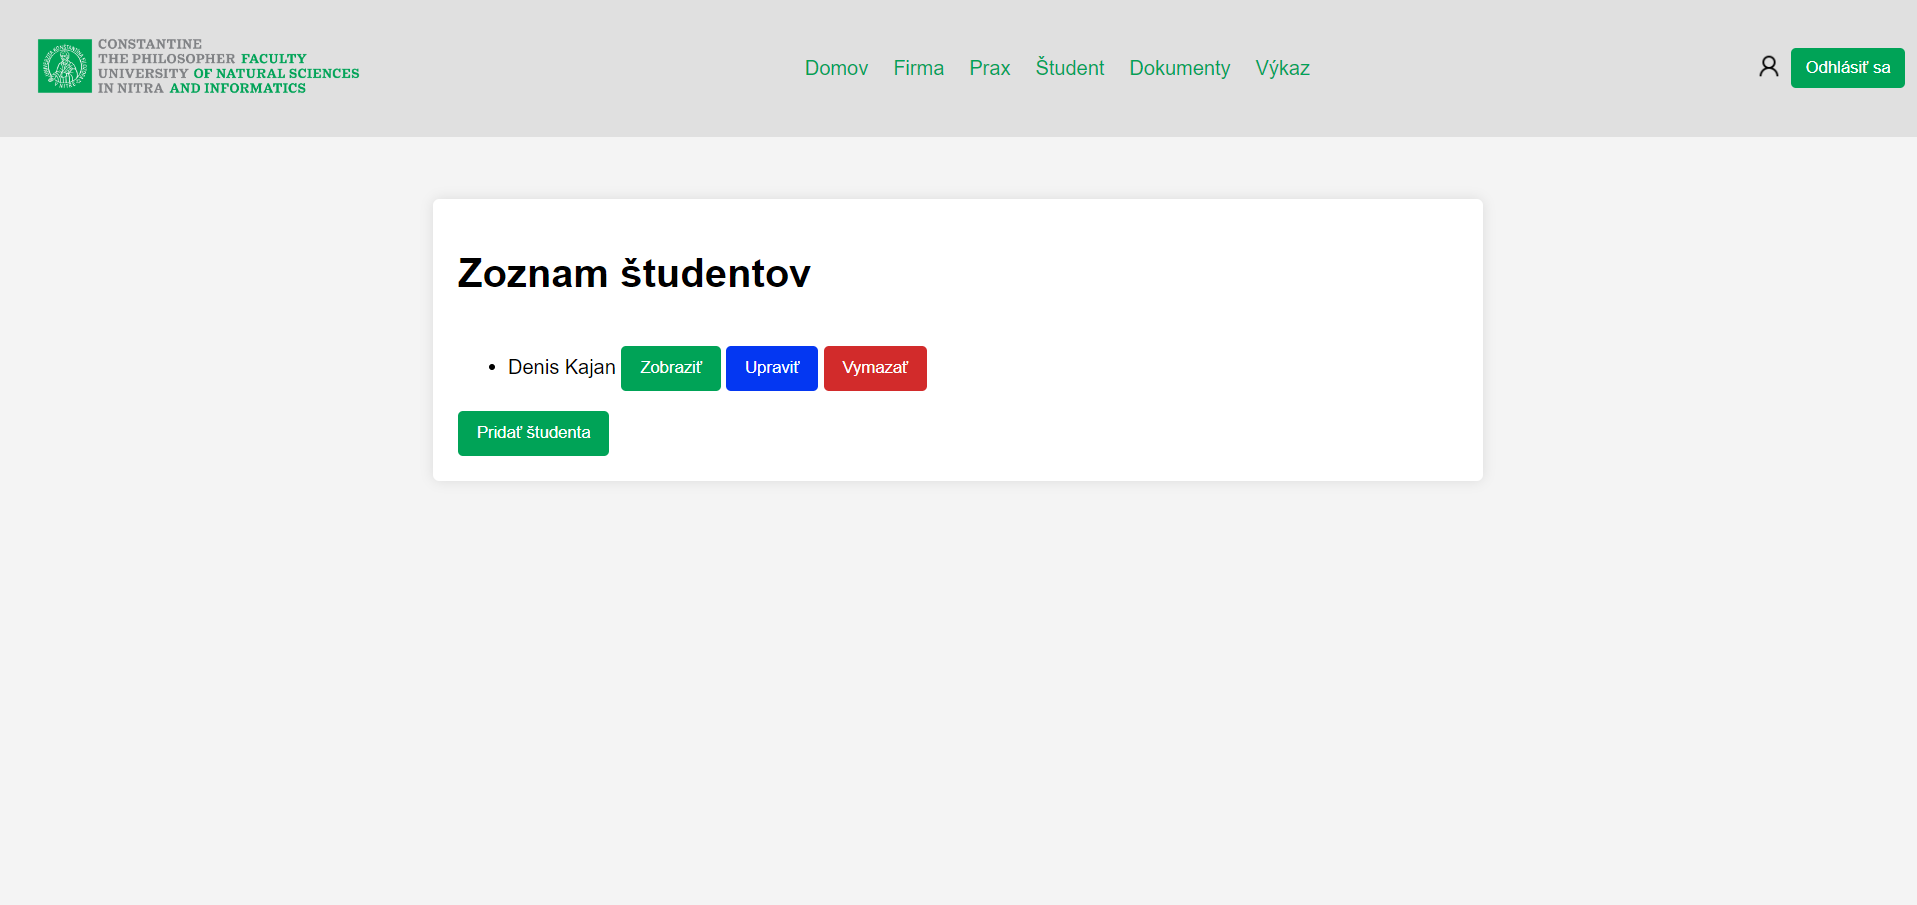 CONSTANTINE
THE PHILOSOPHER FACULTY
UNIVERSITY OF NATURAL SCIENCES
IN NITRA AND INFORMATICS
Domov Firma Prax Študent Dokumenty Výkaz
Odhlásiť sa
Zoznam študentov
Denis Kajan Zobraziť Upraviť Vymazať
Pridať študenta